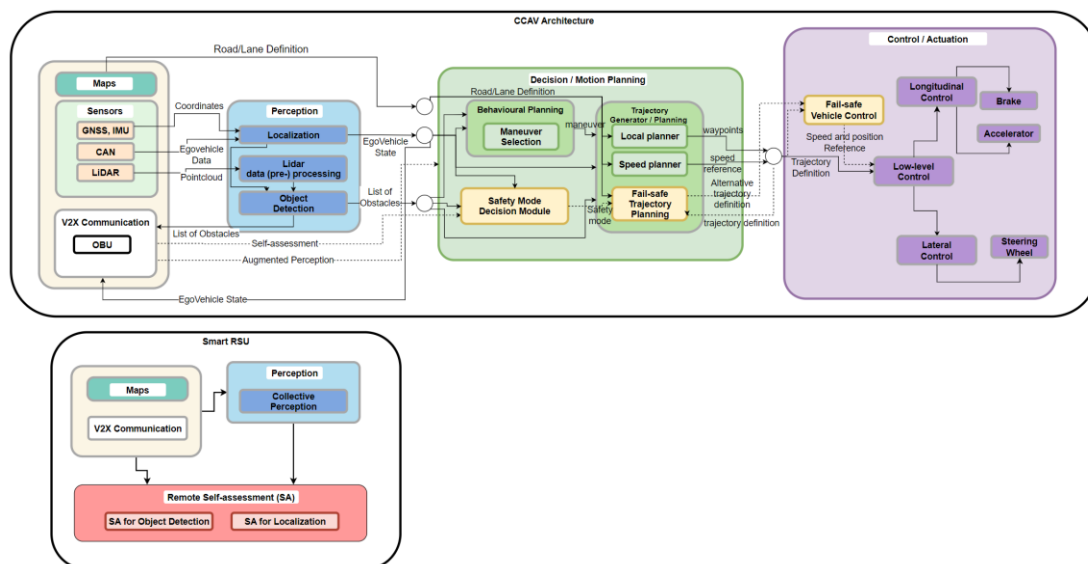 CCAV Architecture
Road/Lane Definition
Maps
Sensors
GNSS, IMU
CAN
LiDAR
Coordinates
Egovehicle
Data
Pointcloud
V2X Communication
OBU
Perception
Localization
Lidar
data (pre-) processing
Object
Detection
List of Obstacles
Self-assessment
Augmented Perception
EgoVehicle State
EgoVehicle
State
List of
Obstacles
Decision / Motion Planning
Road/Lane Definition
Behavioural Planning
Maneuver
Selection
maneuver
Safety Mode
Decision Module
Safety
mode
Trajectory
Generator / Planning
Local planner
Speed planner
Fail-safe
Trajectory
Planning
waypoints
speed
reference
Alternative
trajectory
definition
trajectory definition
Trajectory
Definition
Control / Actuation
Fail-safe
Vehicle Control
Speed and position
Reference
Longitudinal
Control
Brake
Accelerator
Low-level
Control
Lateral
Control
Steering
Wheel
Smart RSU
Maps
V2X Communication
Perception
Collective
Perception
Remote Self-assessment (SA)
SA for Object Detection
SA for Localization